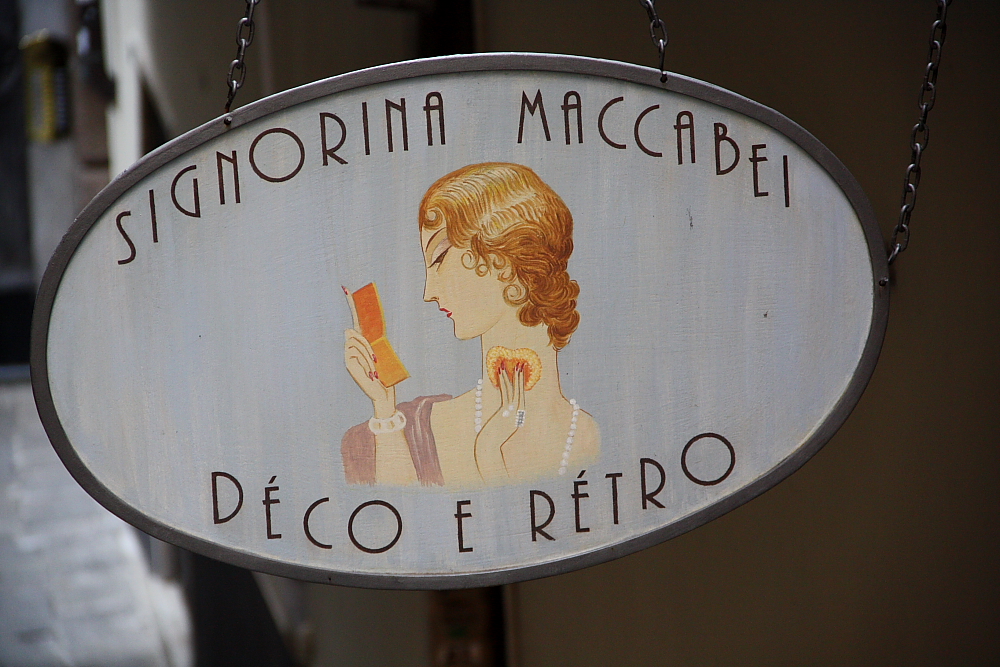 SIGNORINA MACCABEI
DÉCO E RÉTRO